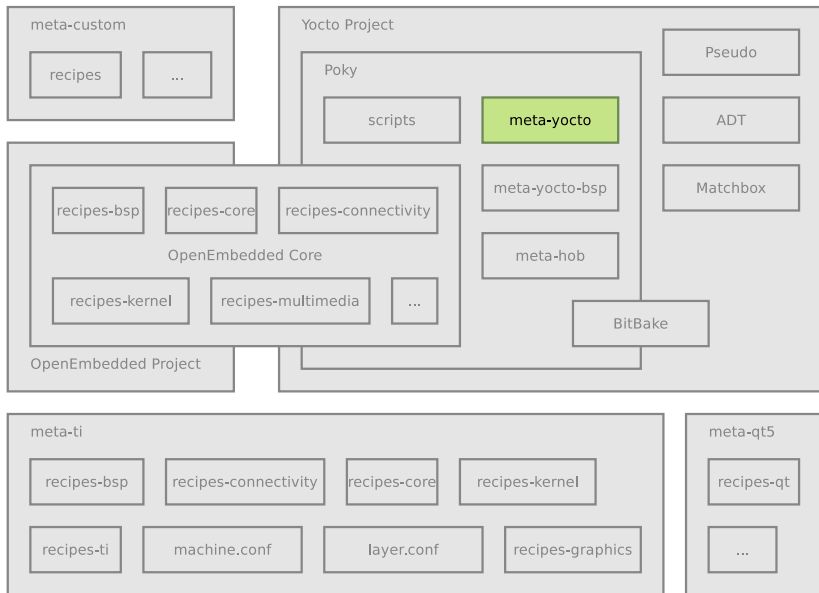 meta-custom
recipes
...
Yocto Project
Poky
scripts
meta-yocto
meta-yocto-bsp
meta-hob
BitBake
Pseudo
ADT
Matchbox
recipes-bsp
recipes-core
recipes-connectivity
OpenEmbedded Core
recipes-kernel
recipes-multimedia
...
OpenEmbedded Project
meta-ti
recipes-bsp
recipes-connectivity
recipes-core
recipes-kernel
recipes-ti
machine.conf
layer.conf
recipes-graphics
meta-qt5
recipes-qt
...